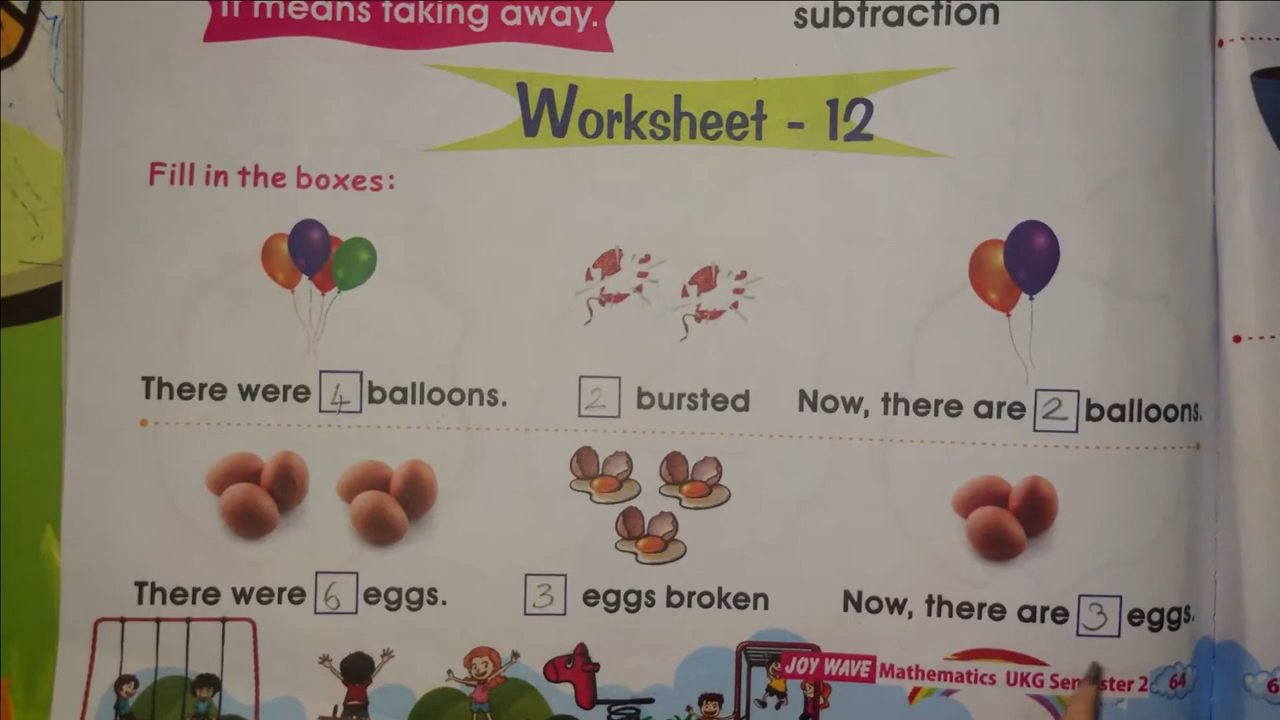 It means taking away.
subtraction
Worksheet - 12
Fill in the boxes:
There were 4 balloons. 2 bursted Now, there are 2 balloons.
There were 6 eggs. 3 eggs broken Now, there are 3 eggs.
JOY WAVE Mathematics UKG Semester 2 64
6